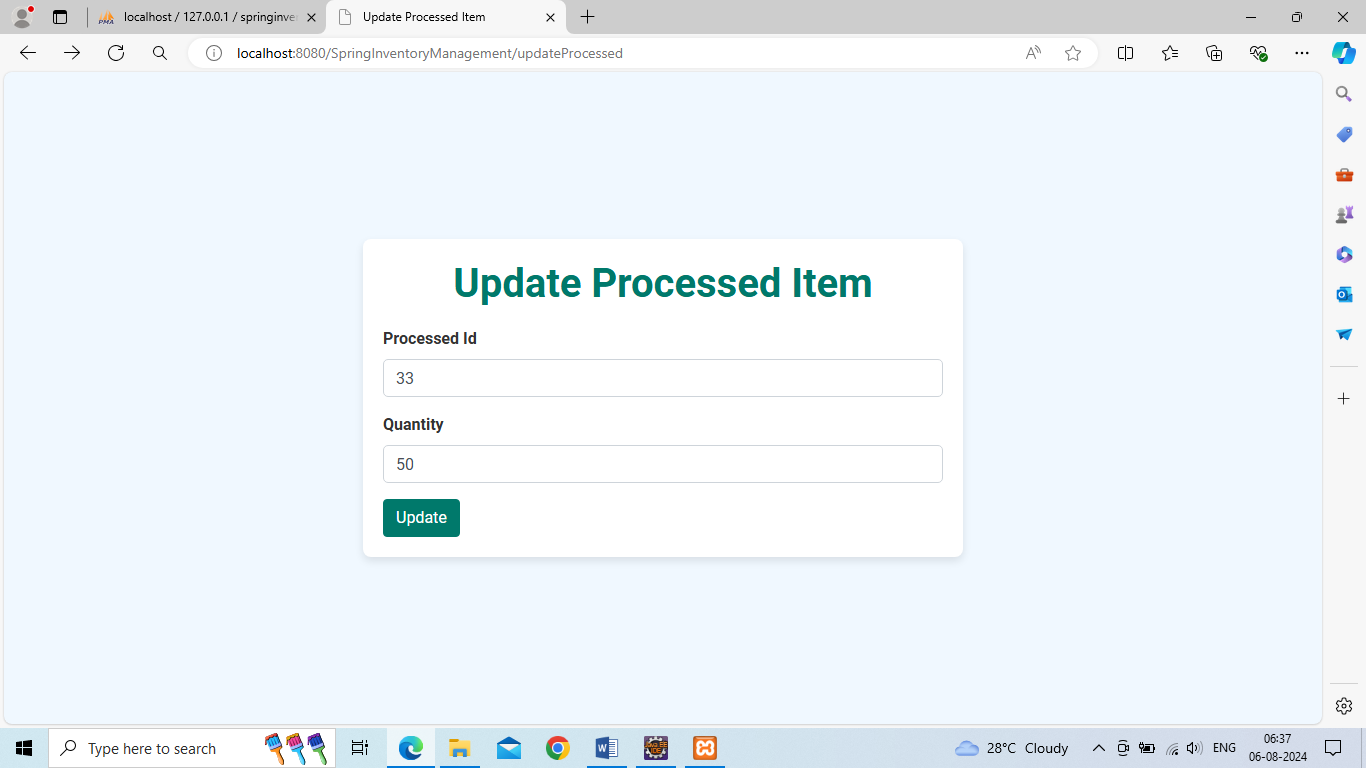 localhost / 127.0.0.1 / springinve
Update Processed Item
localhost:8080/SpringInventoryManagement/updateProcessed
Update Processed Item
Processed Id
33
Quantity
50
Update
Type here to search
28°C Cloudy
ENG
06:37
06-08-2024